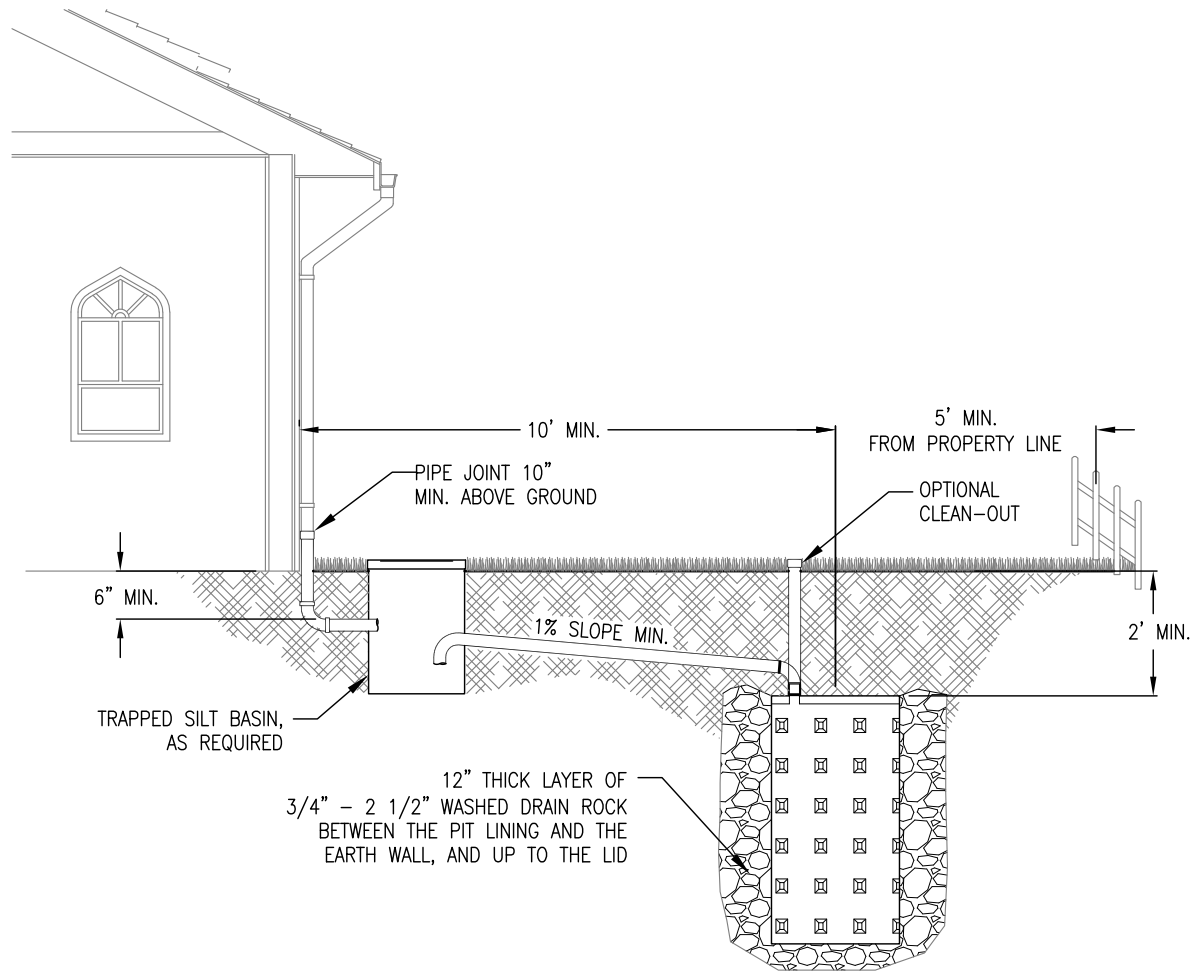 10' MIN.
5' MIN.
FROM PROPERTY LINE
PIPE JOINT 10"
MIN. ABOVE GROUND
OPTIONAL
CLEAN-OUT
6" MIN.
1% SLOPE MIN.
2' MIN.
TRAPPED SILT BASIN,
AS REQUIRED
12" THICK LAYER OF
3/4" - 2 1/2" WASHED DRAIN ROCK
BETWEEN THE PIT LINING AND THE
EARTH WALL, AND UP TO THE LID